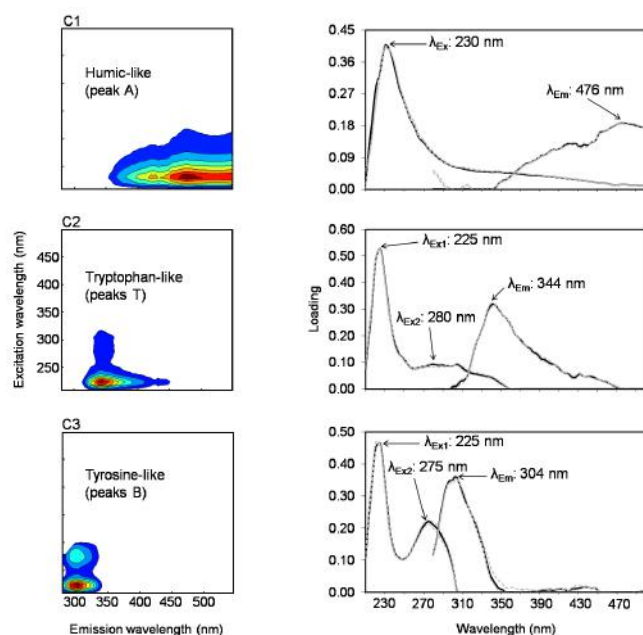 C1
Humic-like
(peak A)
0.45
0.36
0.27
0.18
0.09
0.00
λEx: 230 nm
λEm: 476 nm
C2
Tryptophan-like
(peaks T)
Excitation wavelength (nm)
450
400
350
300
250
0.60
0.50
0.40
0.30
0.20
0.10
0.00
Loading
λEx1: 225 nm
λEm: 344 nm
λEx2: 280 nm
C3
Tyrosine-like
(peaks B)
280 350 400 450 500
Emission wavelength (nm)
0.50
0.40
0.30
0.20
0.10
0.00
λEx1: 225 nm
λEx2: 275 nm
λEm: 304 nm
230 270 310 350 390 430 470
Wavelength (nm)